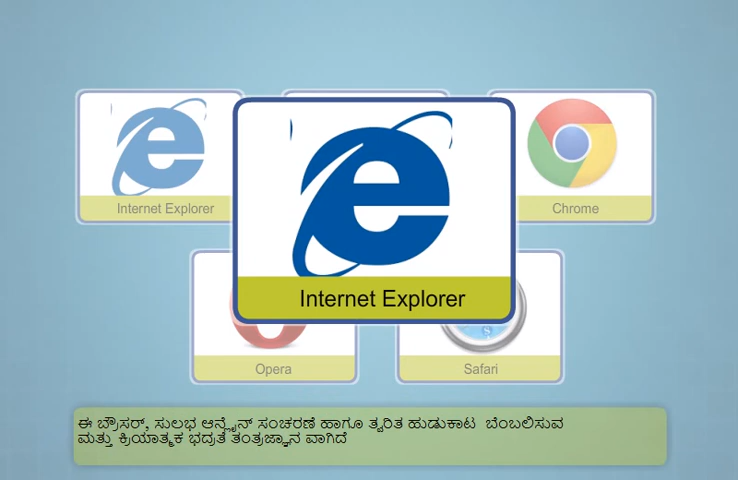 Internet Explorer
Chrome
Internet Explorer
Opera
Safari
ಈ ಬ್ರೌಸರ್, ಸುಲಭ ಆನ್ಲೈನ್ ಸಂಚರಣೆ ಹಾಗೂ ತ್ವರಿತ ಹುಡುಕಾಟ ಬೆಂಬಲಿಸುವ
ಮತ್ತು ಕ್ರಿಯಾತ್ಮಕ ಭದ್ರತೆ ತಂತ್ರಜ್ಞಾನ ವಾಗಿದೆ